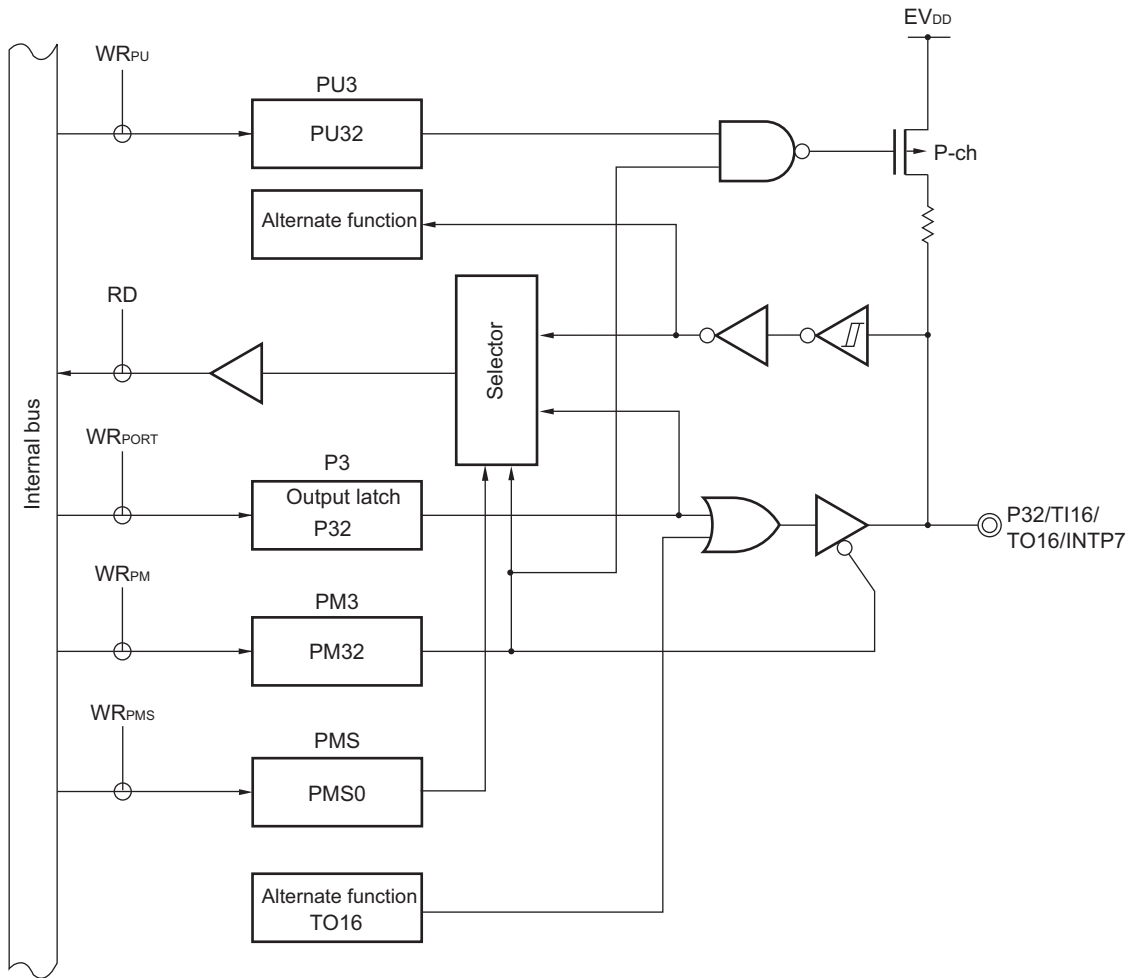 EVDD
WRPU
PU3
PU32
P-ch
Alternate function
RD
Selector
Internal bus
WRPORT
P3
Output latch
P32
P32/TI16/
TO16/INTP7
WRPM
PM3
PM32
WRPMS
PMS
PMS0
Alternate function
TO16